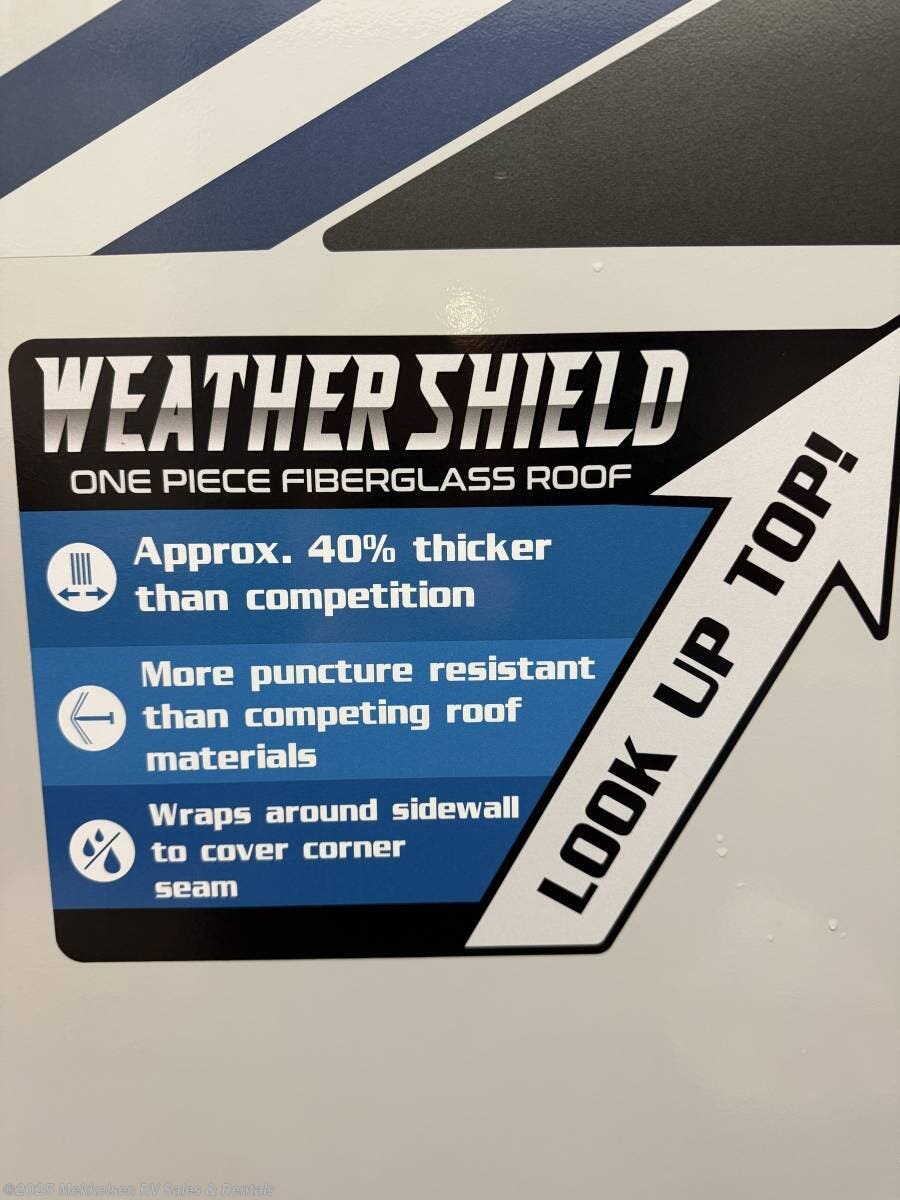 WEATHER SHIELD
ONE PIECE FIBERGLASS ROOF
Approx. 40% thicker
than competition
More puncture resistant
than competing roof
materials
Wraps around sidewall
to cover corner
seam
LOOK UP TOP!
©2025 Mekkelsen RV Sales & Rentals